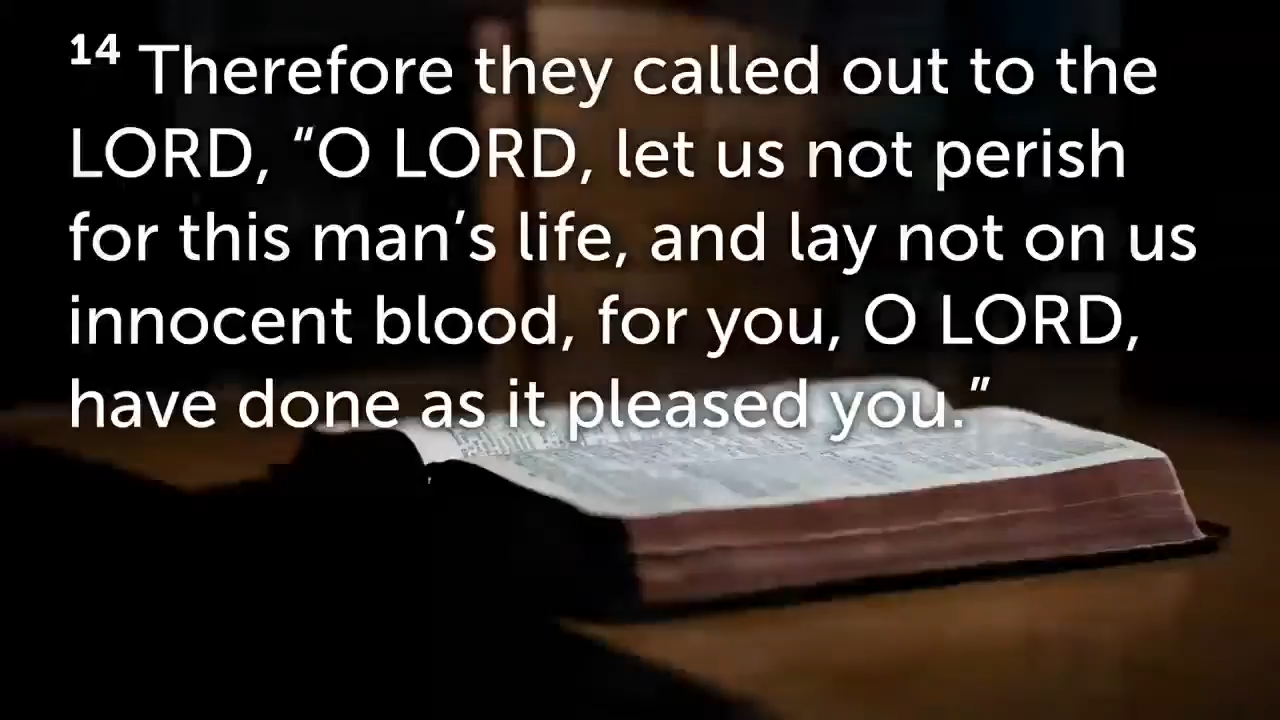 14 Therefore they called out to the
LORD, “O LORD, let us not perish
for this man’s life, and lay not on us
innocent blood, for you, O LORD,
have done as it pleased you.”